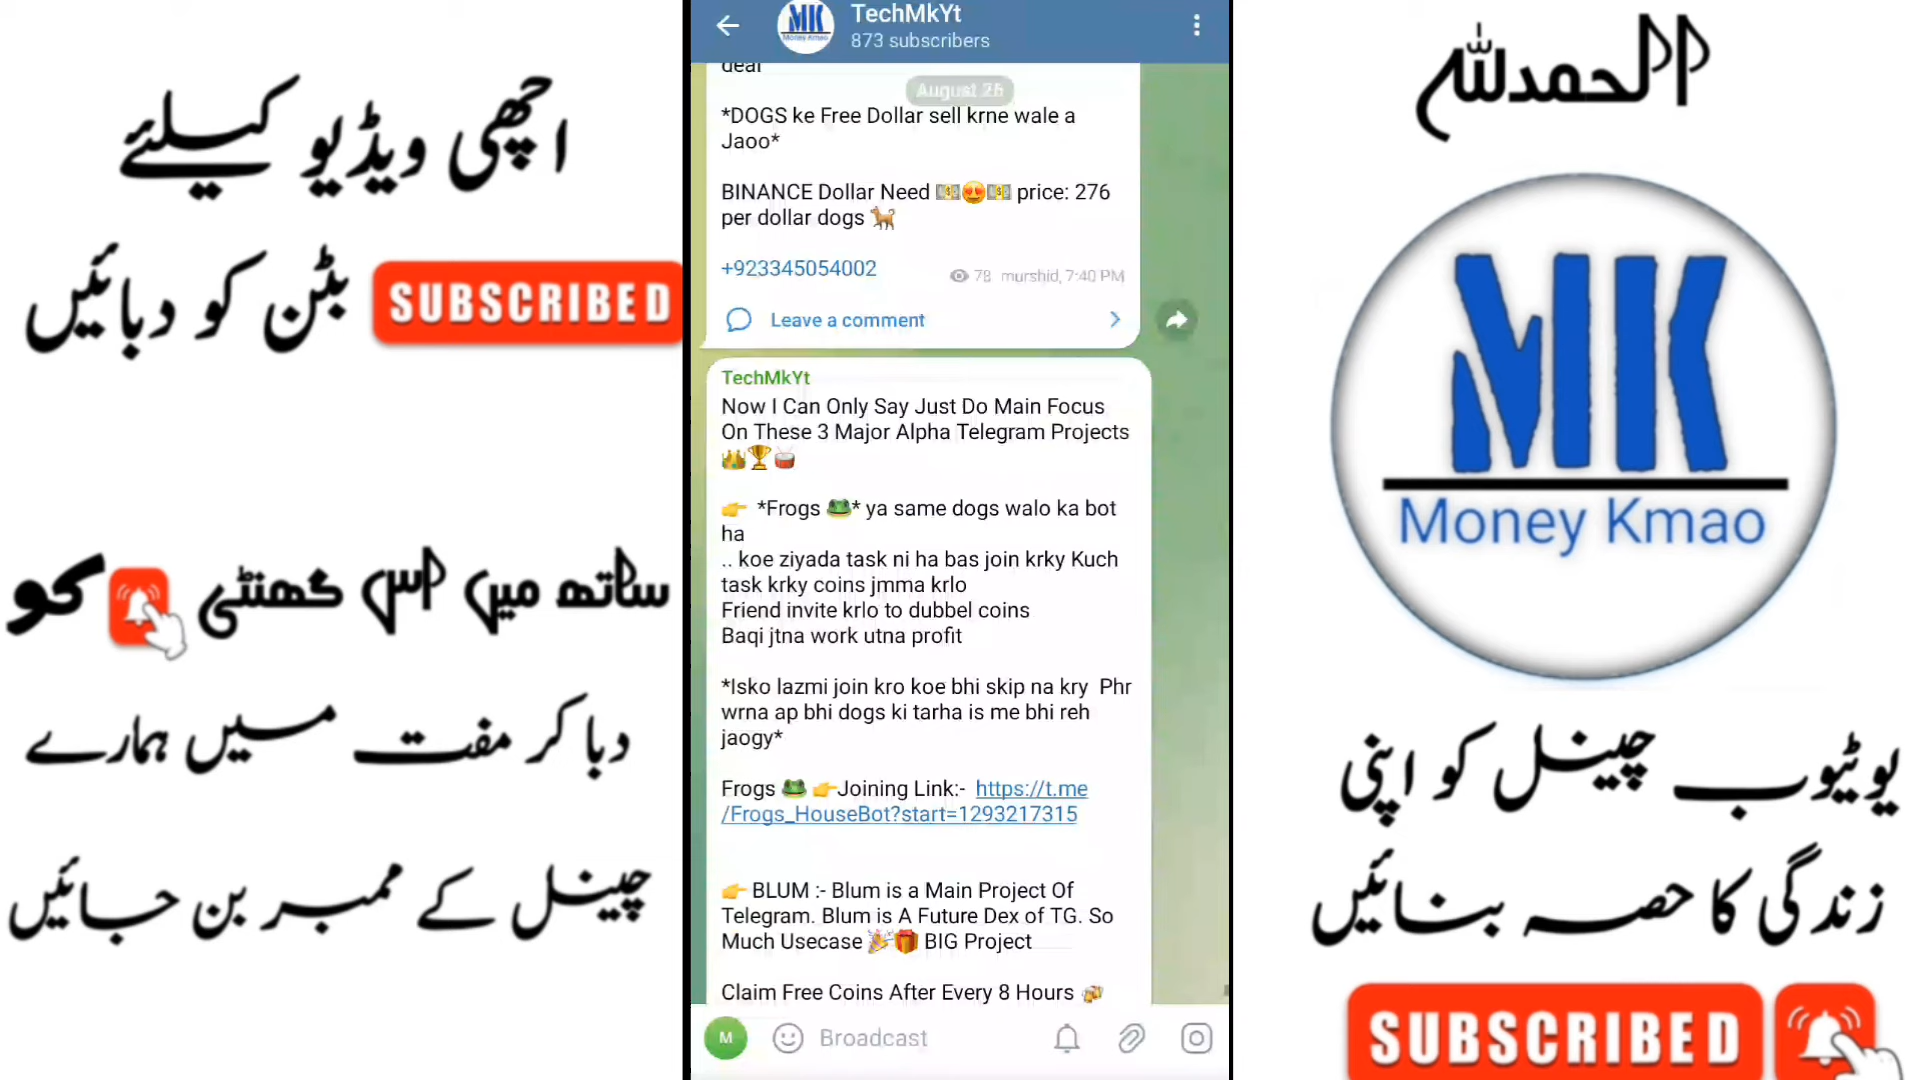 اچھی ویڈیو کیلئے
بٹن کو دبائیں SUBSCRIBED
ساتھ میں اس گھنٹی کو
دبا کر مفت میں ہمارے
چینل کے ممبر بن جائیں
MK
Money Kmao
TechMkYt
873 subscribers
deal
August 26
*DOGS ke Free Dollar sell krne wale a
Jaoo*
BINANCE Dollar Need 💵😍💵 price: 276
per dollar dogs 🐕
+923345054002
78 murshid, 7:40 PM
Leave a comment
TechMkYt
Now I Can Only Say Just Do Main Focus
On These 3 Major Alpha Telegram Projects
👑🏆🥁
👉 *Frogs 🐸* ya same dogs walo ka bot
ha
.. koe ziyada task ni ha bas join krky Kuch
task krky coins jmma krlo
Friend invite krlo to dubbel coins
Baqi jtna work utna profit
*Isko lazmi join kro koe bhi skip na kry Phr
wrna ap bhi dogs ki tarha is me bhi reh
jaogy*
Frogs 🐸 👉Joining Link:- https://t.me
/Frogs_HouseBot?start=1293217315
👉 BLUM :- Blum is a Main Project Of
Telegram. Blum is A Future Dex of TG. So
Much Usecase 🎉🎁 BIG Project
Claim Free Coins After Every 8 Hours 🍻
M
Broadcast
الحمدللہ
MK
Money Kmao
یوٹیوب چینل کو اپنی
زندگی کا حصہ بنائیں
SUBSCRIBED